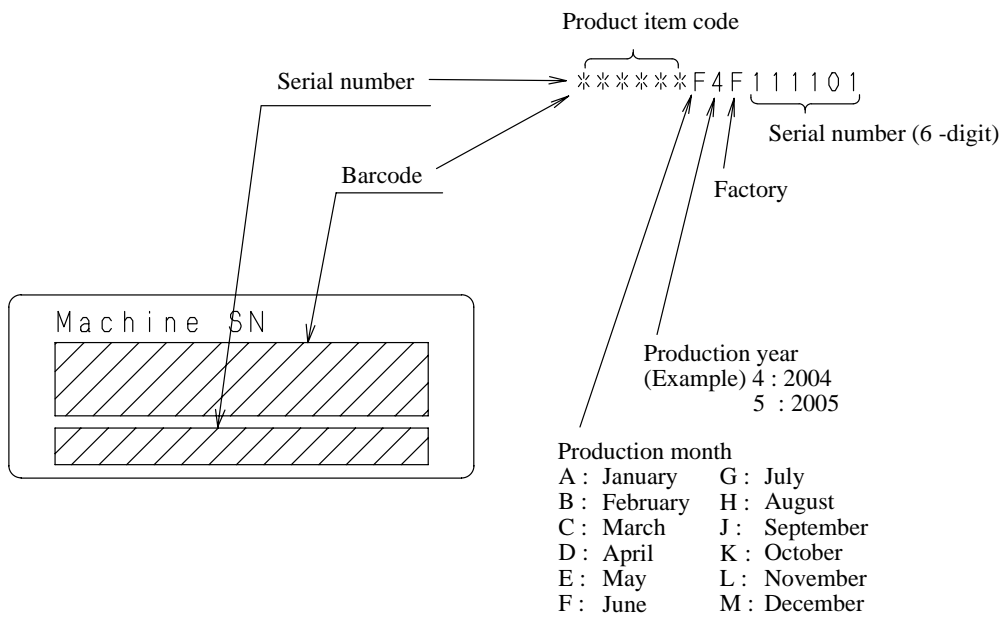 Product item code
Serial number
******F4F111101
Serial number (6 -digit)
Barcode
Factory
Machine SN
Production year
(Example) 4 : 2004
5 : 2005
Production month
A : January G : July
B : February H : August
C : March J : September
D : April K : October
E : May L : November
F : June M : December